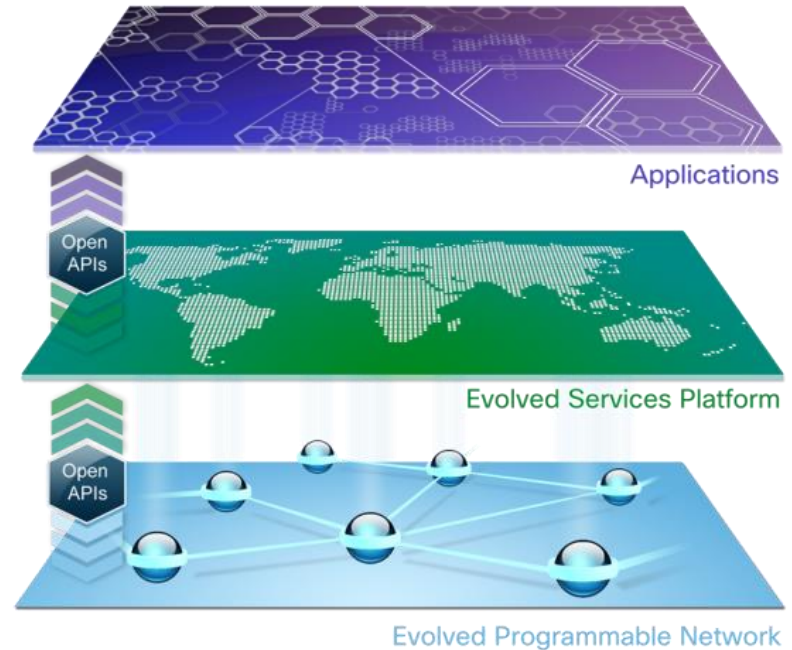 Applications
Open
APIs
Evolved Services Platform
Open
APIs
Evolved Programmable Network